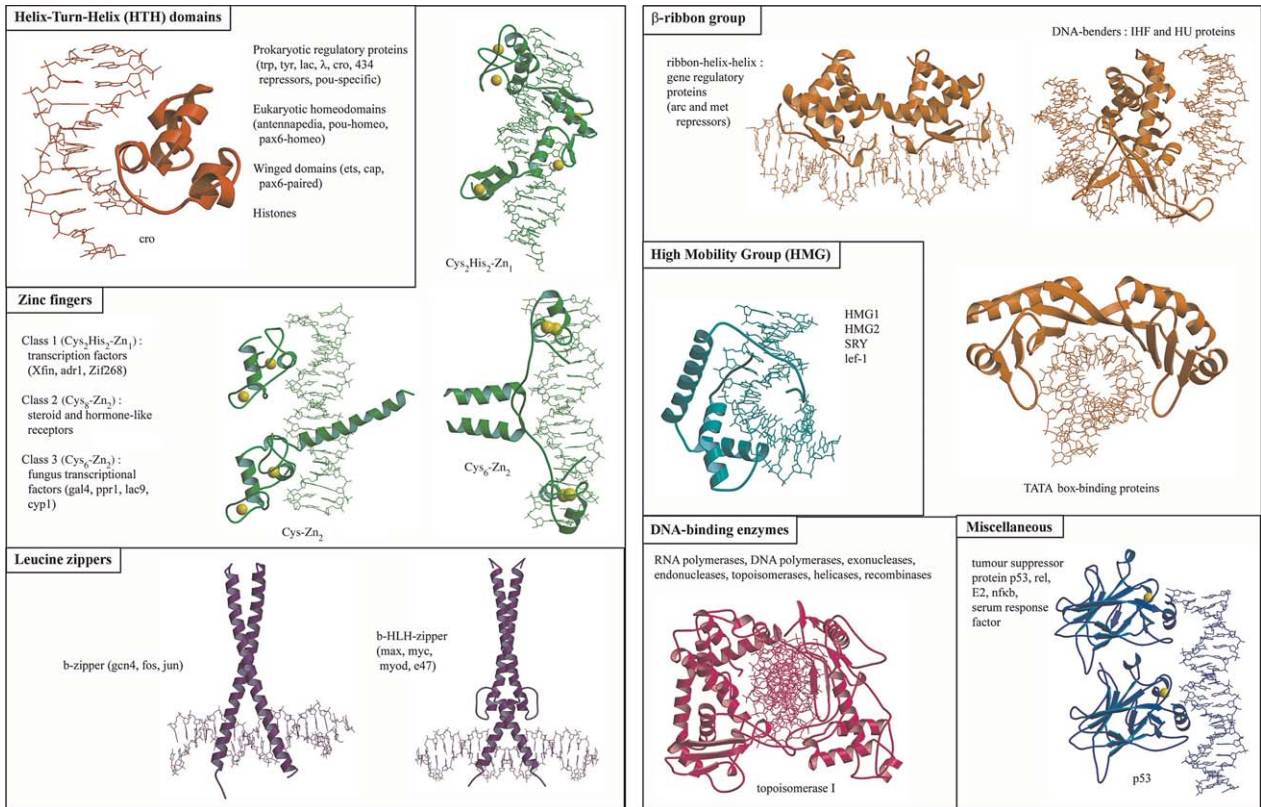 Helix-Turn-Helix (HTH) domains
Prokaryotic regulatory proteins
(trp, tyr, lac, λ, cro, 434
repressors, pou-specific)
Eukaryotic homeodomains
(antennapedia, pou-homeo,
pax6-homeo)
Winged domains (ets, cap,
pax6-paired)
Histones
cro
Cys₂His₂-Zn₁
Zinc fingers
Class 1 (Cys₂His₂-Zn₁) :
transcription factors
(Xfin, adr1, Zif268)
Class 2 (Cys₈-Zn₂) :
steroid and hormone-like
receptors
Class 3 (Cys₆-Zn₂) :
fungus transcriptional
factors (gal4, ppr1, lac9,
cyp1)
Cys-Zn₂
Cys₆-Zn₂
Leucine zippers
b-zipper (gcn4, fos, jun)
b-HLH-zipper
(max, myc,
myod, e47)
β-ribbon group
ribbon-helix-helix :
gene regulatory
proteins
(arc and met
repressors)
DNA-benders : IHF and HU proteins
High Mobility Group (HMG)
HMG1
HMG2
SRY
lef-1
TATA box-binding proteins
DNA-binding enzymes
RNA polymerases, DNA polymerases, exonucleases,
endonucleases, topoisomerases, helicases, recombinases
topoisomerase I
Miscellaneous
tumour suppressor
protein p53, rel,
E2, nfκb,
serum response
factor
p53